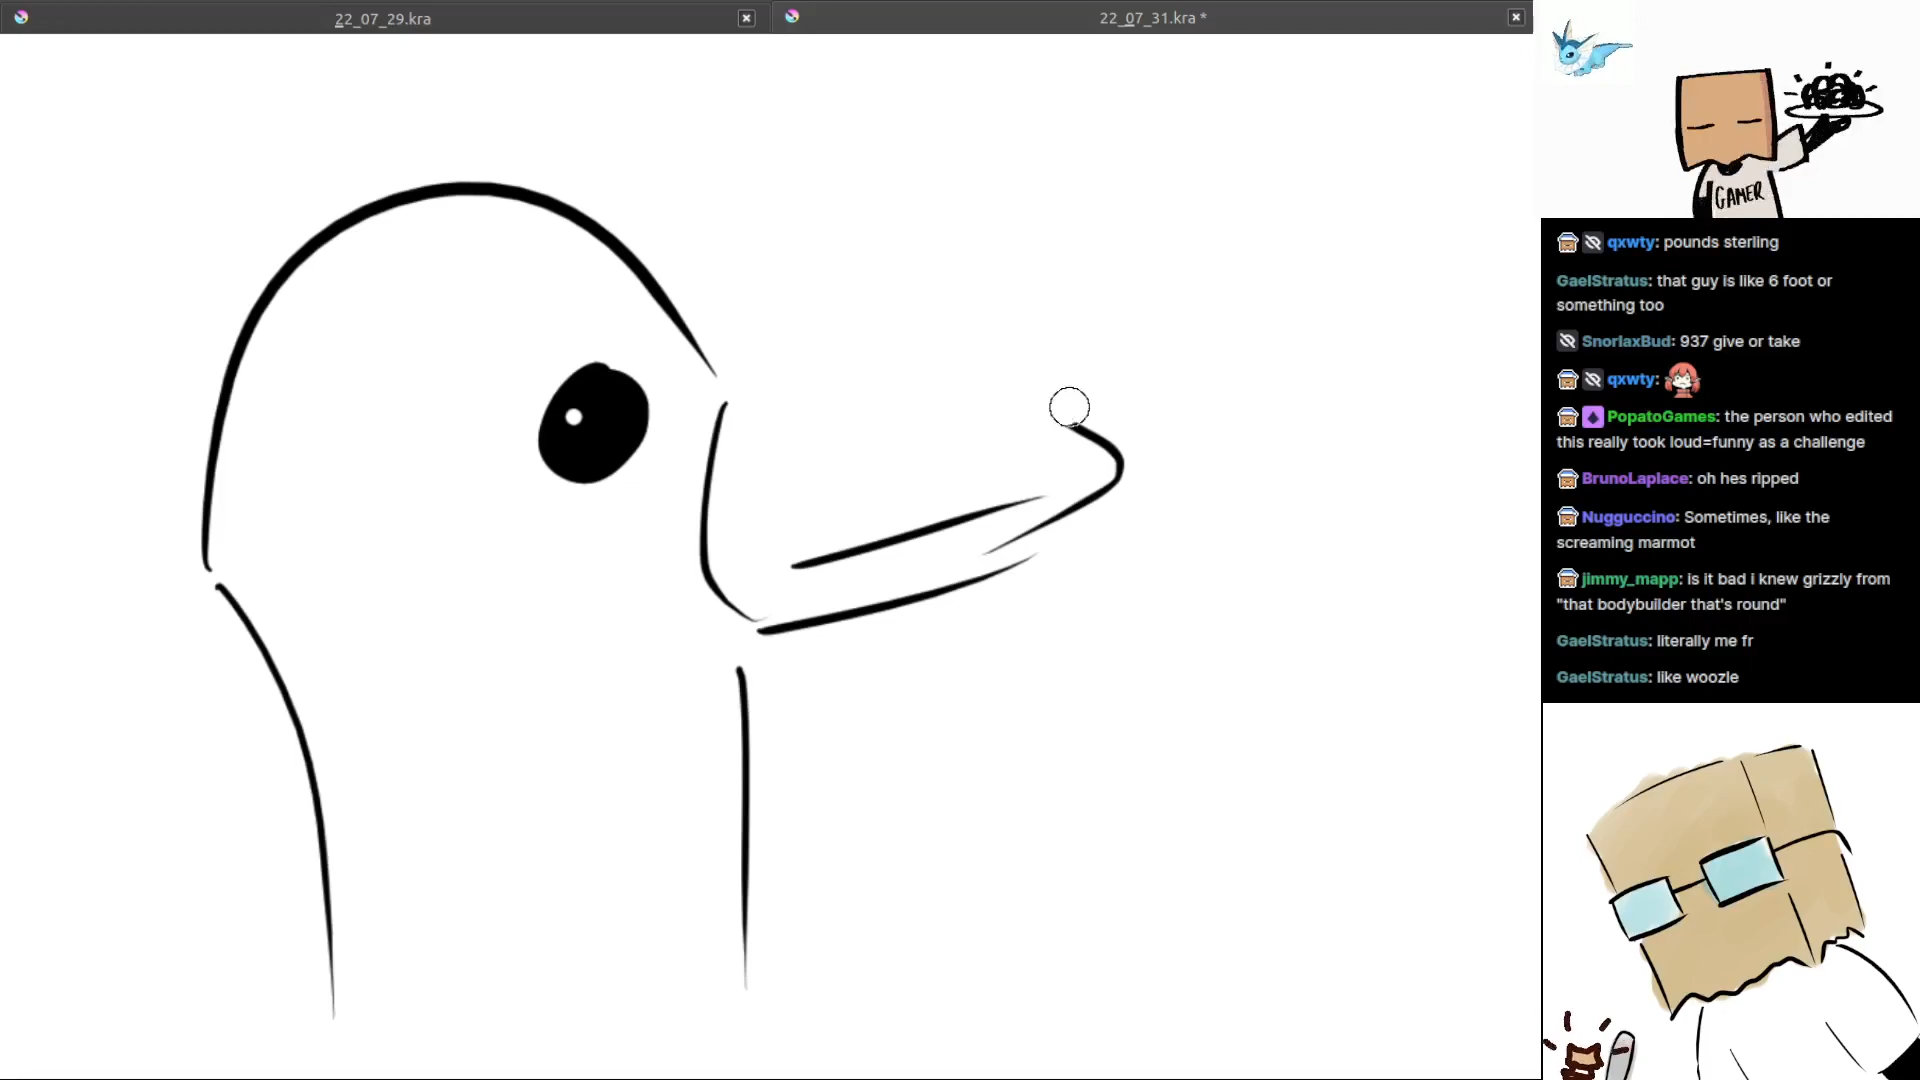 22_07_29.kra
22_07_31.kra *
GAMER
qxwty: pounds sterling
GaelStratus: that guy is like 6 foot or
something too
SnorlaxBud: 937 give or take
qxwty:
PopatoGames: the person who edited
this really took loud=funny as a challenge
BrunoLaplace: oh hes ripped
Nugguccino: Sometimes, like the
screaming marmot
jimmy_mapp: is it bad i knew grizzly from
"that bodybuilder that's round"
GaelStratus: literally me fr
GaelStratus: like woozle